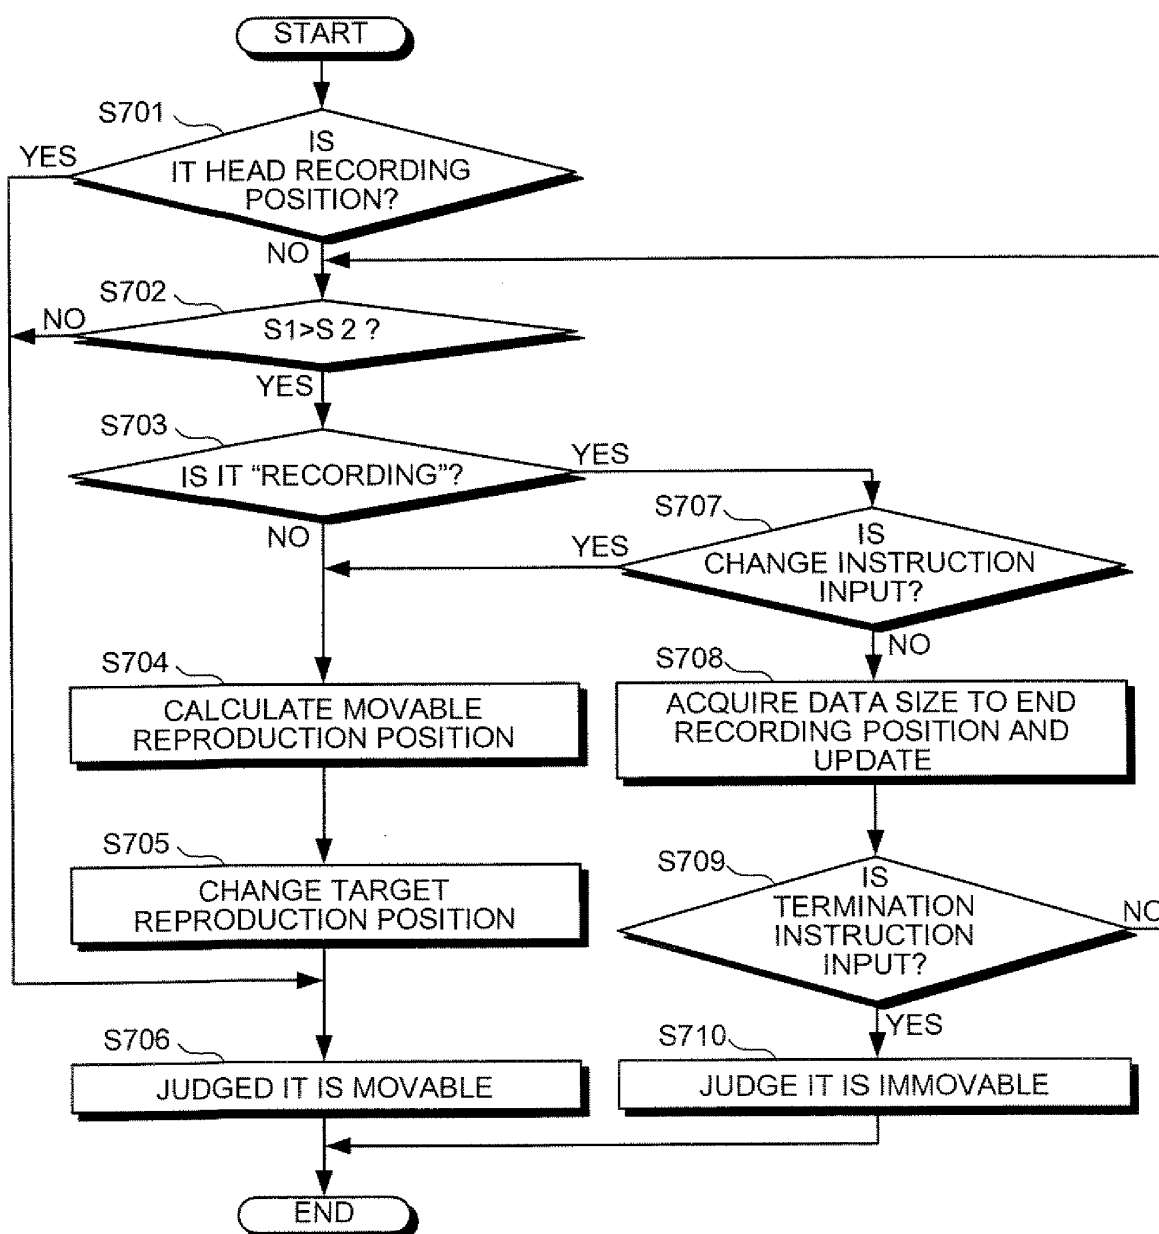 START
S701
YES
IS
IT HEAD RECORDING
POSITION?
NO
S702
NO
S1>S 2 ?
YES
S703
IS IT “RECORDING”?
YES
NO
S707
YES
IS
CHANGE INSTRUCTION
INPUT?
NO
S704
CALCULATE MOVABLE
REPRODUCTION POSITION
S708
ACQUIRE DATA SIZE TO END
RECORDING POSITION AND
UPDATE
S705
CHANGE TARGET
REPRODUCTION POSITION
S709
IS
TERMINATION
INSTRUCTION
INPUT?
NO
YES
S706
JUDGED IT IS MOVABLE
S710
JUDGE IT IS IMMOVABLE
END